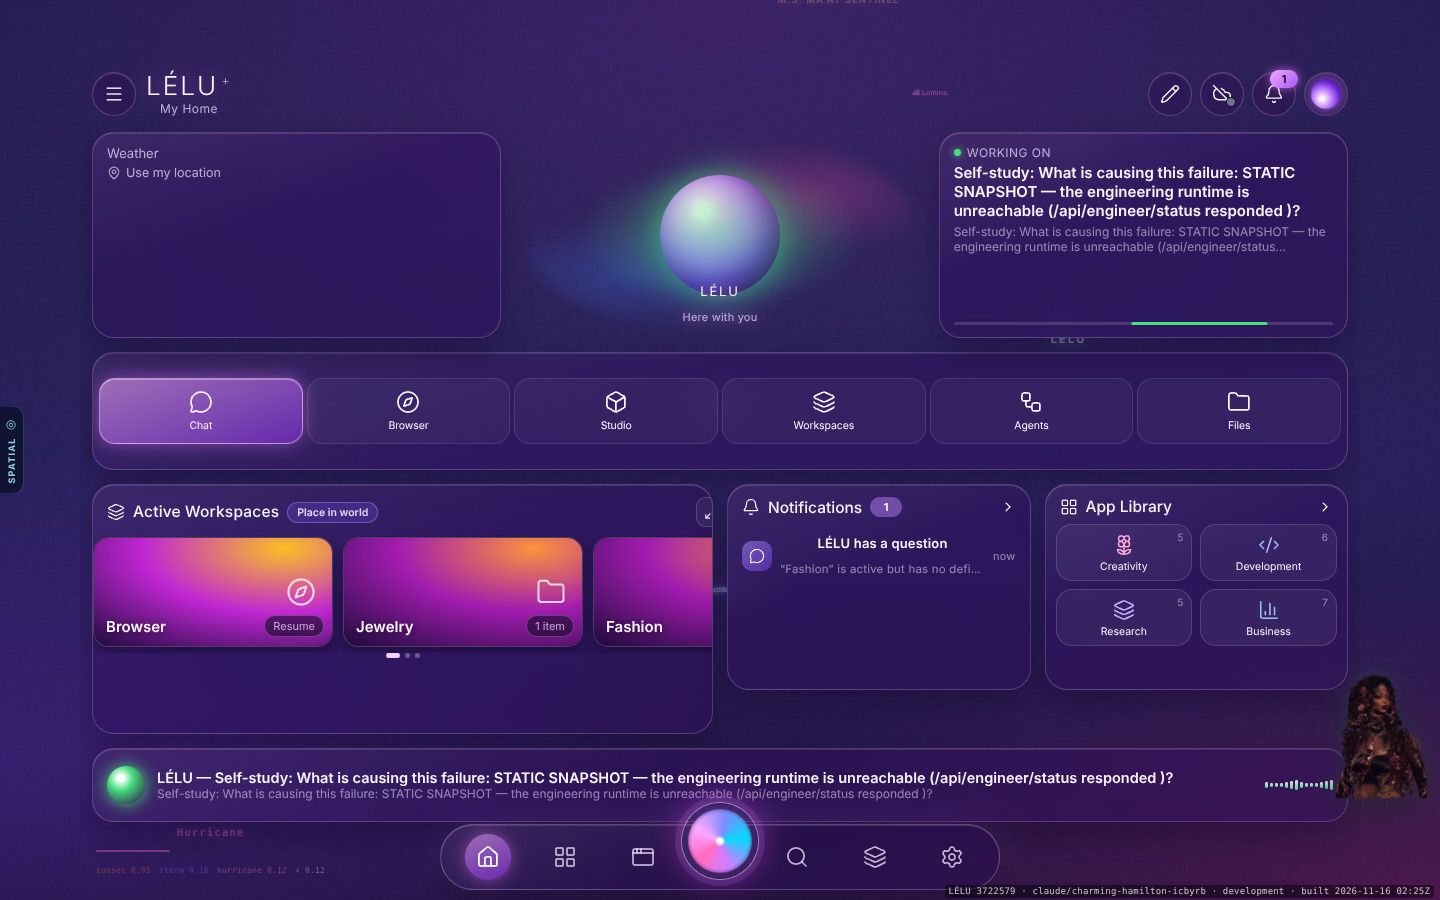 LÉLU +
My Home
Lumina
1
Weather
Use my location
LÉLU
Here with you
WORKING ON
Self-study: What is causing this failure: STATIC
SNAPSHOT — the engineering runtime is
unreachable (/api/engineer/status responded )?
Self-study: What is causing this failure: STATIC SNAPSHOT — the
engineering runtime is unreachable (/api/engineer/status...
LELU
Chat
Browser
Studio
Workspaces
Agents
Files
SPATIAL
Active Workspaces
Place in world
Browser
Resume
Jewelry
1 item
Fashion
Notifications
1
LÉLU has a question
now
“Fashion” is active but has no defi...
App Library
Creativity
5
Development
6
Research
5
Business
7
LÉLU — Self-study: What is causing this failure: STATIC SNAPSHOT — the engineering runtime is unreachable (/api/engineer/status responded )?
Self-study: What is causing this failure: STATIC SNAPSHOT — the engineering runtime is unreachable (/api/engineer/status responded )?
Hurricane
sunset 0.05 storm 0.16 hurricane 0.12 ⚡ 0.12
LÉLU 3722579 · claude/charming-hamilton-icbyrb · development · built 2026-11-16 02:25Z